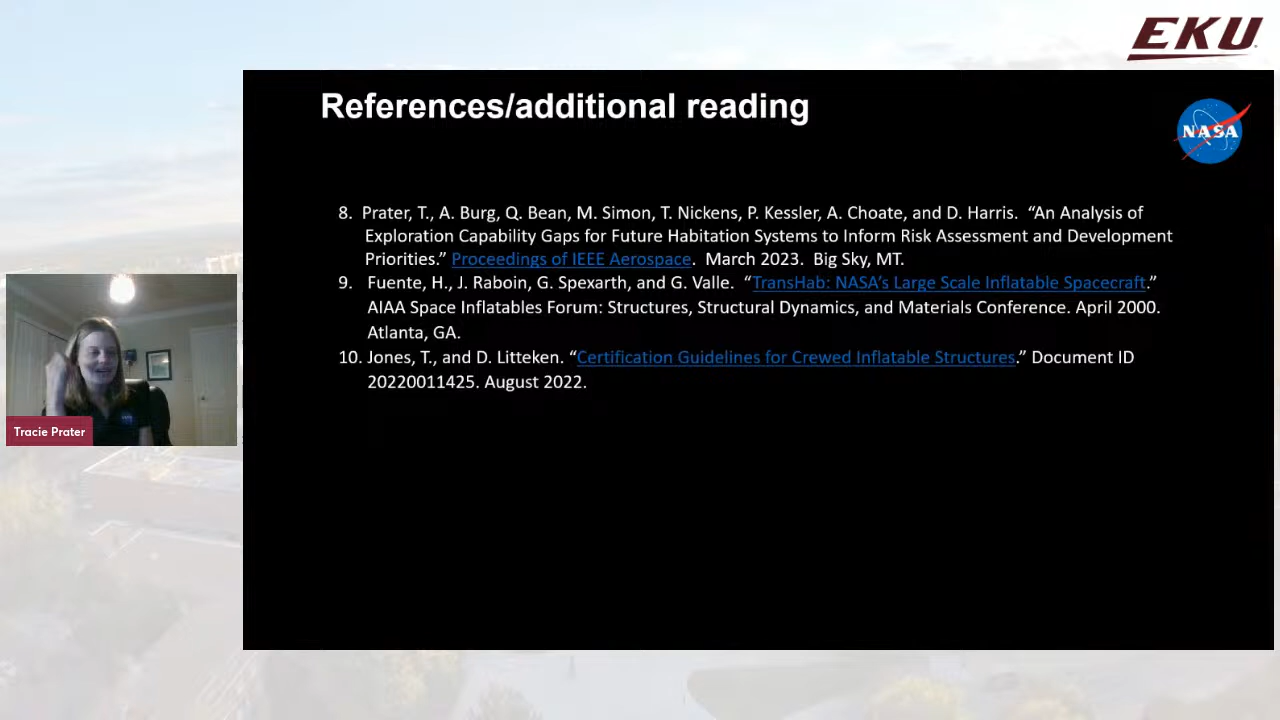 EKU
References/additional reading
NASA
8. Prater, T., A. Burg, Q. Bean, M. Simon, T. Nickens, P. Kessler, A. Choate, and D. Harris. “An Analysis of
Exploration Capability Gaps for Future Habitation Systems to Inform Risk Assessment and Development
Priorities.” Proceedings of IEEE Aerospace. March 2023. Big Sky, MT.
9. Fuente, H., J. Raboin, G. Spexarth, and G. Valle. “TransHab: NASA’s Large Scale Inflatable Spacecraft.”
AIAA Space Inflatables Forum: Structures, Structural Dynamics, and Materials Conference. April 2000.
Atlanta, GA.
10. Jones, T., and D. Litteken. “Certification Guidelines for Crewed Inflatable Structures.” Document ID
20220011425. August 2022.
Tracie Prater